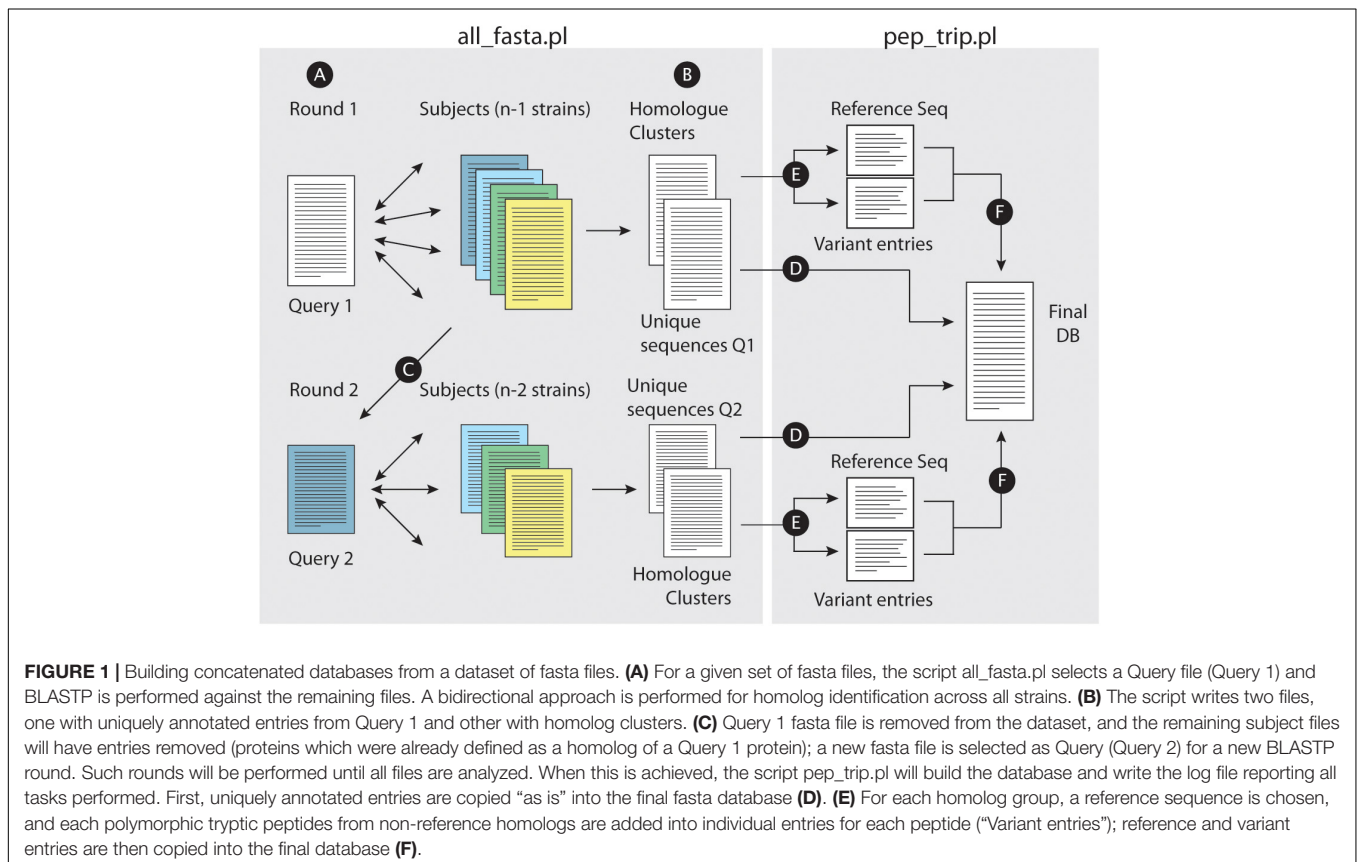 all_fasta.pl
pep_trip.pl
A
B
Round 1
Subjects (n-1 strains)
Homologue
Clusters
Reference Seq
E
F
Variant entries
D
Query 1
Unique
sequences Q1
Final
DB
C
Round 2
Subjects (n-2 strains)
Unique
sequences Q2
D
Reference Seq
F
E
Query 2
Homologue
Clusters
Variant entries
FIGURE 1 | Building concatenated databases from a dataset of fasta files. (A) For a given set of fasta files, the script all_fasta.pl selects a Query file (Query 1) and
BLASTP is performed against the remaining files. A bidirectional approach is performed for homolog identification across all strains. (B) The script writes two files,
one with uniquely annotated entries from Query 1 and other with homolog clusters. (C) Query 1 fasta file is removed from the dataset, and the remaining subject files
will have entries removed (proteins which were already defined as a homolog of a Query 1 protein); a new fasta file is selected as Query (Query 2) for a new BLASTP
round. Such rounds will be performed until all files are analyzed. When this is achieved, the script pep_trip.pl will build the database and write the log file reporting all
tasks performed. First, uniquely annotated entries are copied “as is” into the final fasta database (D). (E) For each homolog group, a reference sequence is chosen,
and each polymorphic tryptic peptides from non-reference homologs are added into individual entries for each peptide (“Variant entries”); reference and variant
entries are then copied into the final database (F).